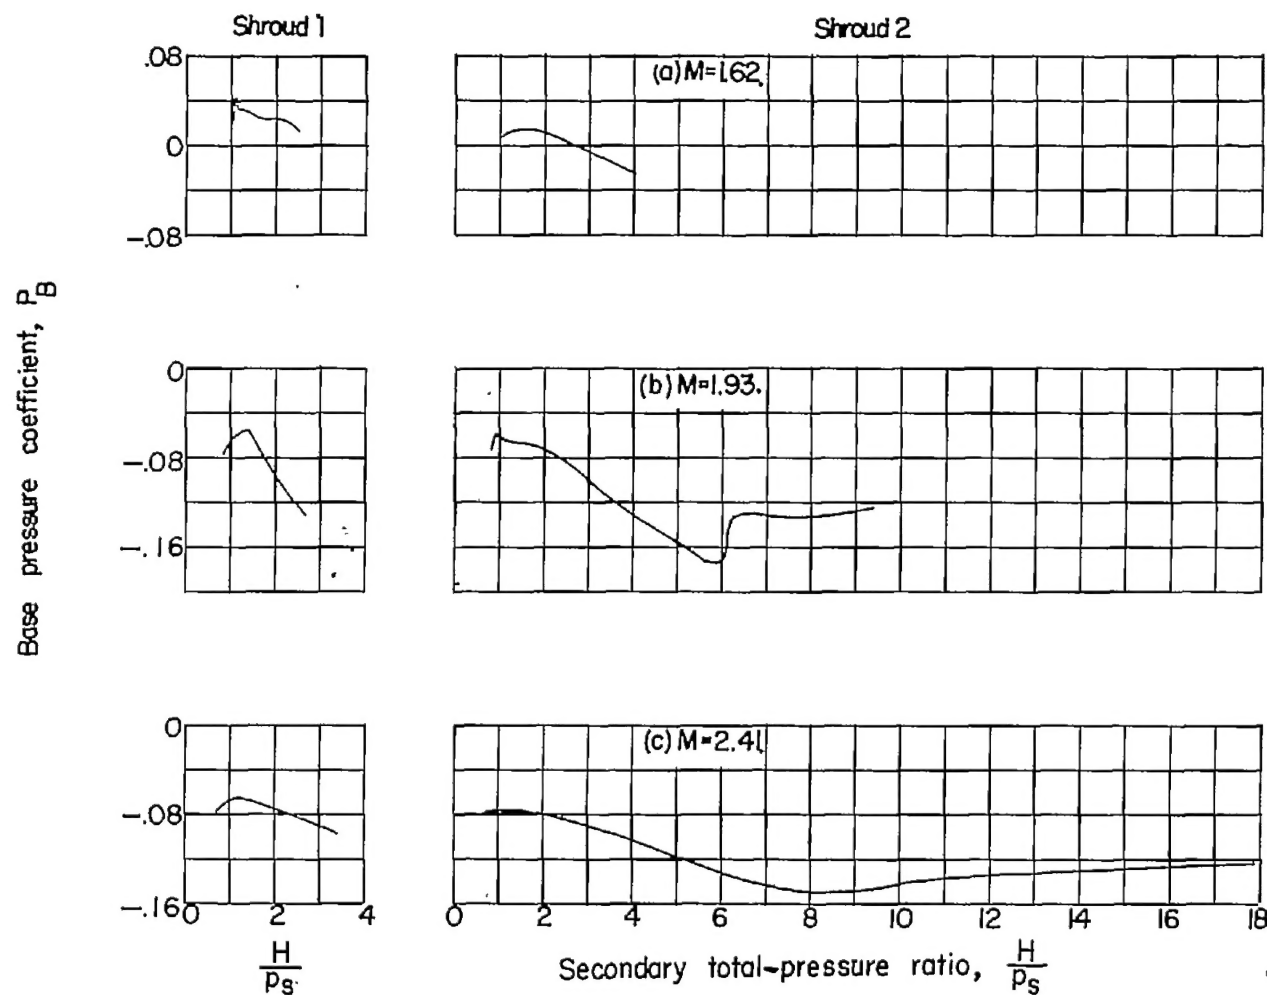 Shroud 1
Shroud 2
.08
0
-.08
(a) M=1.62.
Base pressure coefficient, P_B
0
-.08
-.16
(b) M=1.93.
0
-.08
-.16
(c) M=2.41.
0 2 4
0 2 4 6 8 10 12 14 16 18
H
p_s
Secondary total-pressure ratio, H
p_s